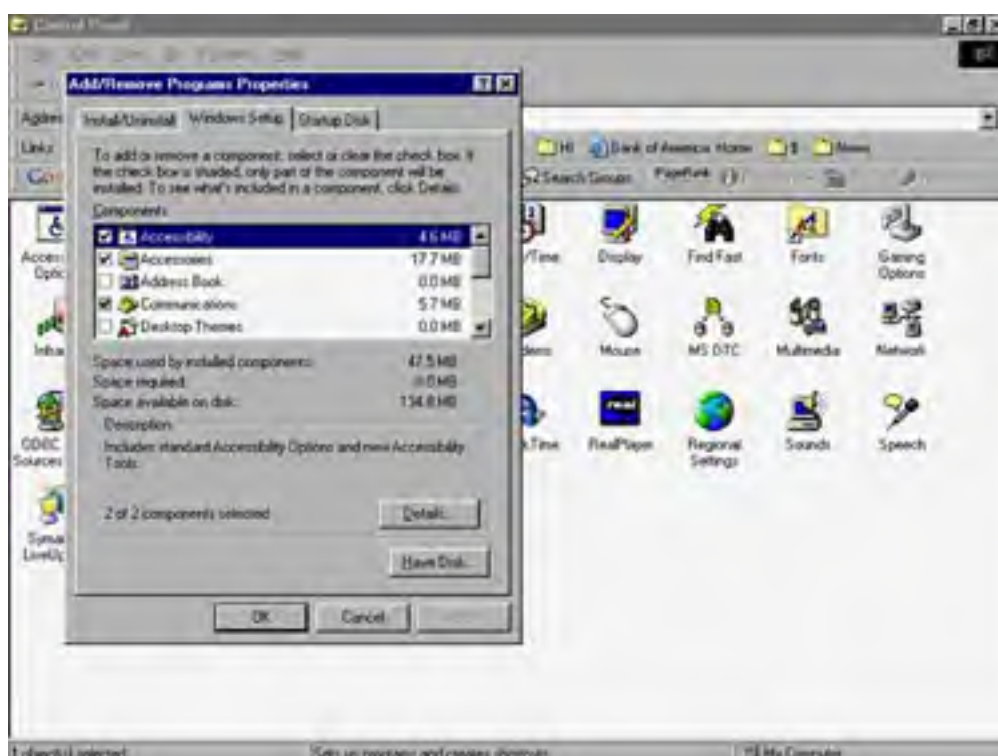 Control Panel
Add/Remove Programs Properties
Install/Uninstall Windows Setup Startup Disk
To add or remove a component, select or clear the check box. If
the check box is shaded, only part of the component will be
installed. To see what's included in a component, click Details.
Components:
Accessibility 4.6 MB
Accessories 17.7 MB
Address Book 0.0 MB
Communications 5.7 MB
Desktop Themes 0.0 MB
Space used by installed components: 47.5 MB
Space required: 0.0 MB
Space available on disk: 134.8 MB
Description
Includes standard Accessibility Options and new Accessibility
Tools.
2 of 2 components selected
Details...
Have Disk...
OK Cancel
Links
Bank of America Home $ News
Search Groups PageRank
Display Find Fast Fonts Gaming
Options
Mouse MS DTC Multimedia Network
RealPlayer Regional
Settings Sounds Speech
ODBC
Sources
1 object(s) selected Sets up programs and creates shortcuts My Computer